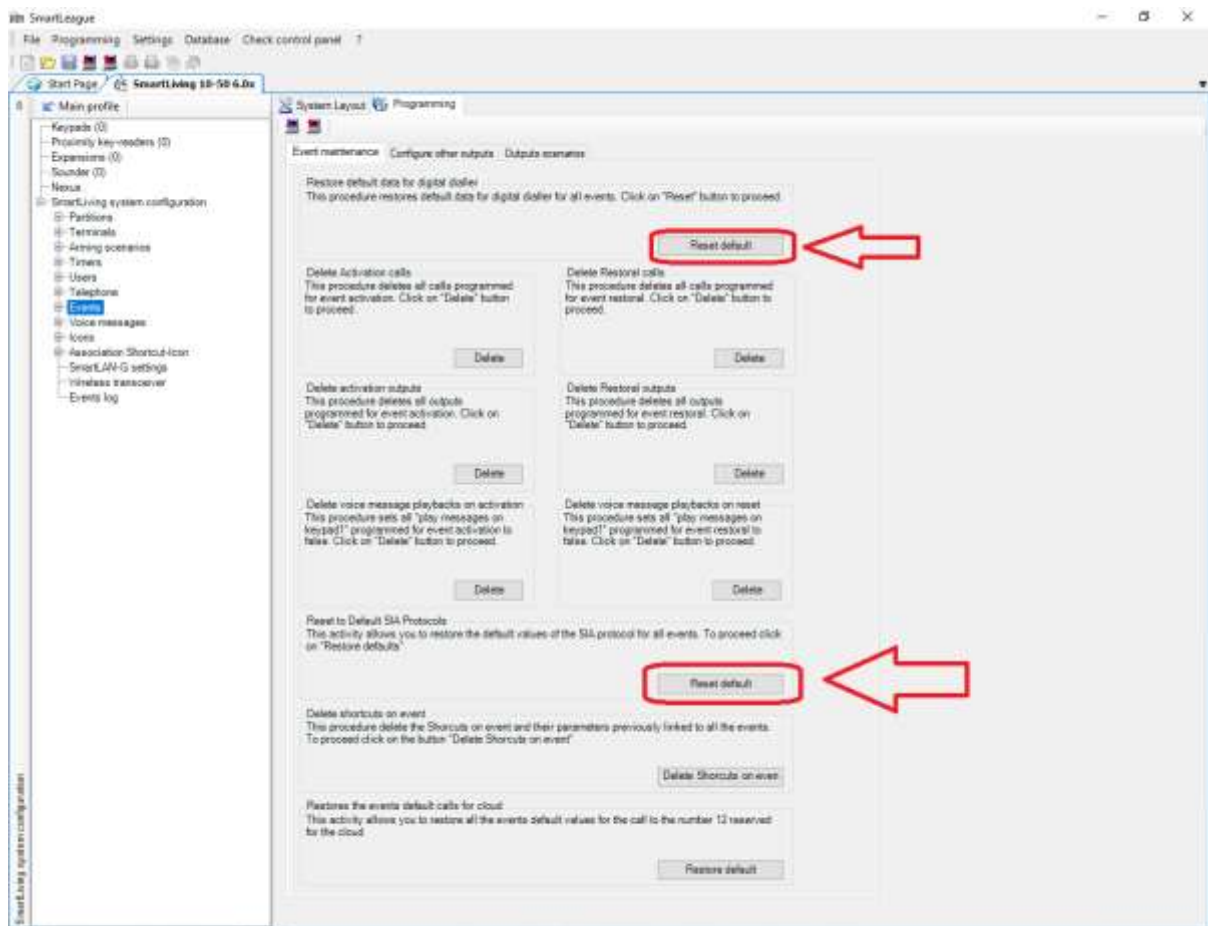 SmartLeague
File Programming Settings Database Check control panel ?
Start Page SmartLiving 10-50 6.0x
Main profile
System Layout Programming
Keypads (0)
Proximity key-readers (0)
Expansions (0)
Sounder (0)
Nexus
SmartLiving system configuration
Partitions
Terminals
Arming scenarios
Timers
Users
Telephone
Events
Voice messages
Icons
Association Shortcut-Icon
SmartLAN-G settings
Wireless transceiver
Events log
Event maintenance Configure other outputs Outputs scenarios
Restore default data for digital dialler
This procedure restores default data for digital dialler for all events. Click on "Reset" button to proceed.
Reset default
Delete Activation calls
This procedure deletes all calls programmed
for event activation. Click on "Delete" button
to proceed.
Delete
Delete Restoral calls
This procedure deletes all calls programmed
for event restoral. Click on "Delete" button to
proceed.
Delete
Delete activation outputs
This procedure deletes all outputs
programmed for event activation. Click on
"Delete" button to proceed.
Delete
Delete Restoral outputs
This procedure deletes all outputs
programmed for event restoral. Click on
"Delete" button to proceed.
Delete
Delete voice message playbacks on activation
This procedure sets all "play messages on
keypad1" programmed for event activation to
false. Click on "Delete" button to proceed.
Delete
Delete voice message playbacks on reset
This procedure sets all "play messages on
keypad1" programmed for event restoral to
false. Click on "Delete" button to proceed.
Delete
Reset to Default SIA Protocols
This activity allows you to restore the default values of the SIA protocol for all events. To proceed click
on "Restore defaults"
Reset default
Delete shortcuts on event
This procedure delete the Shorcuts on event and their parameters previously linked to all the events.
To proceed click on the button "Delete Shorcuts on event"
Delete Shorcuts on even
Restores the events default calls for cloud
This activity allows you to restore all the events default values for the call to the number 12 reserved
for the cloud
Restore default
SmartLiving system configuration